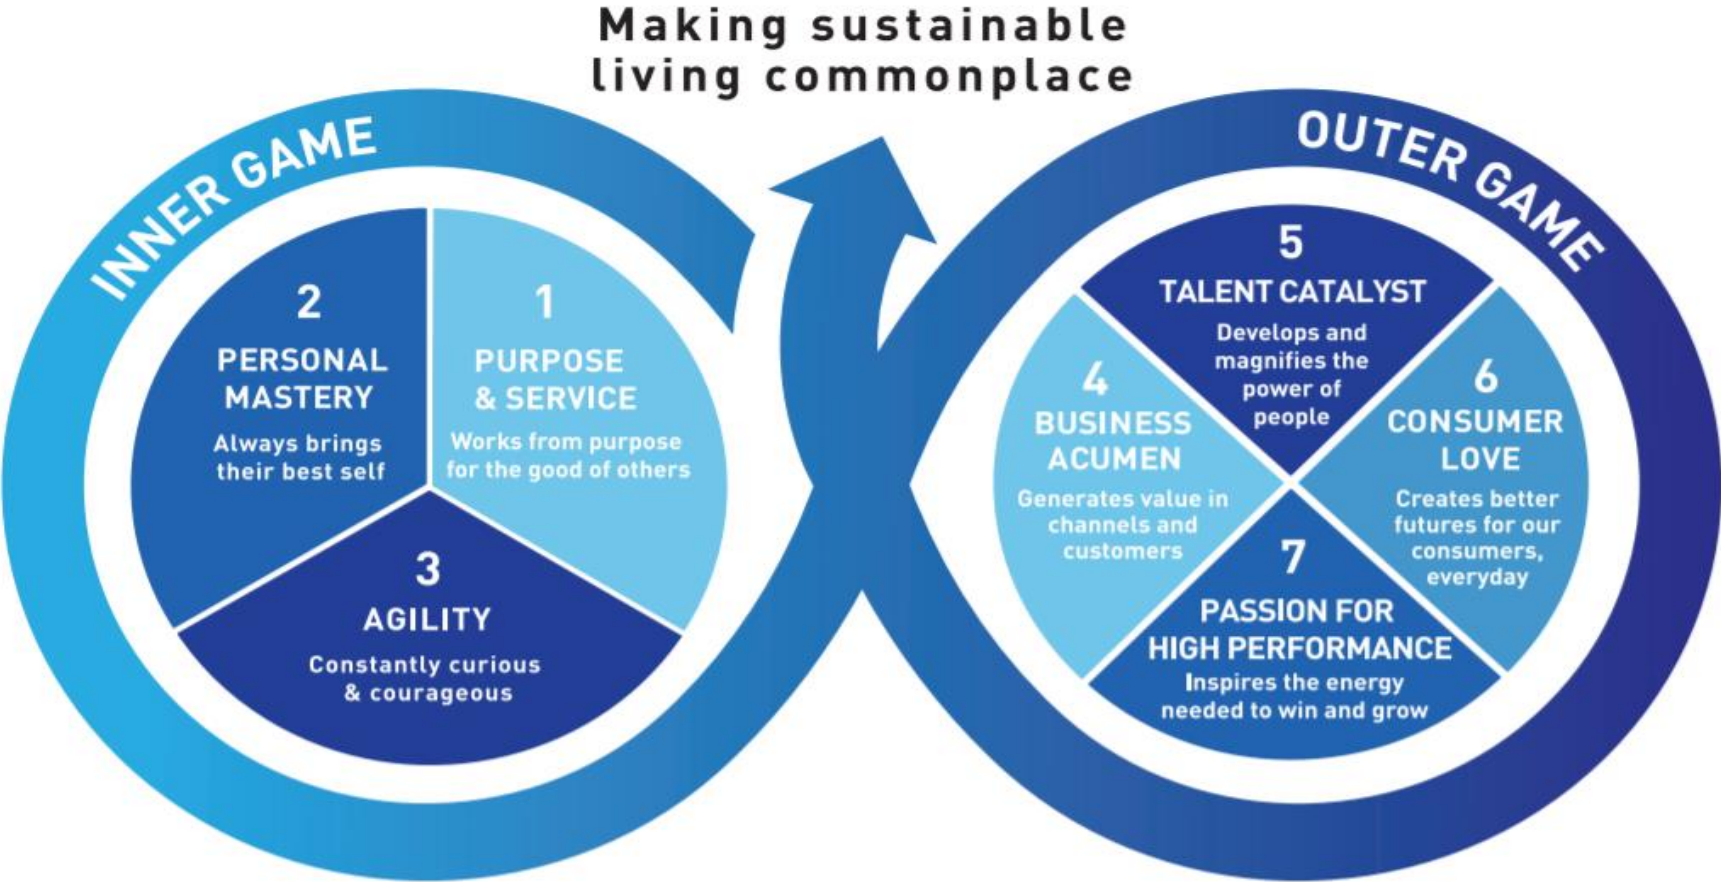 Making sustainable
living commonplace
INNER GAME
2
PERSONAL
MASTERY
Always brings
their best self
1
PURPOSE
& SERVICE
Works from purpose
for the good of others
3
AGILITY
Constantly curious
& courageous
OUTER GAME
5
TALENT CATALYST
Develops and
magnifies the
power of
people
4
BUSINESS
ACUMEN
Generates value in
channels and
customers
6
CONSUMER
LOVE
Creates better
futures for our
consumers,
everyday
7
PASSION FOR
HIGH PERFORMANCE
Inspires the energy
needed to win and grow